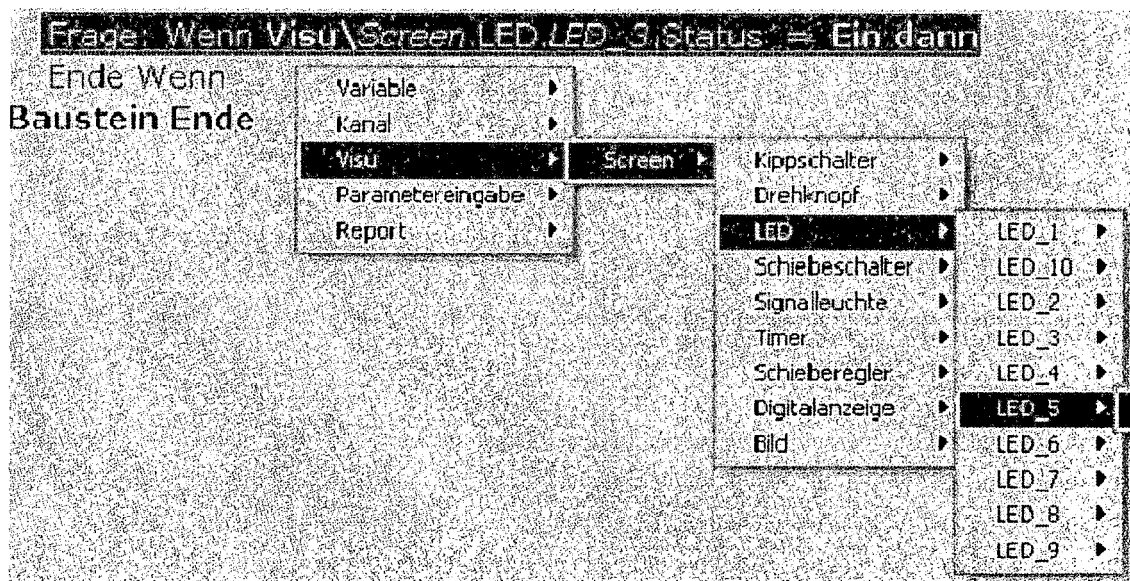 Frage: Wenn Visu\Screen.LED.LED_3.Status = Ein dann
Ende Wenn
Baustein Ende
Variable
Kanal
Visu
Parametereingabe
Report
Screen
Kippschalter
Drehknopf
LED
Schiebeschalter
Signalleuchte
Timer
Schieberegler
Digitalanzeige
Bild
LED_1
LED_10
LED_2
LED_3
LED_4
LED_5
LED_6
LED_7
LED_8
LED_9